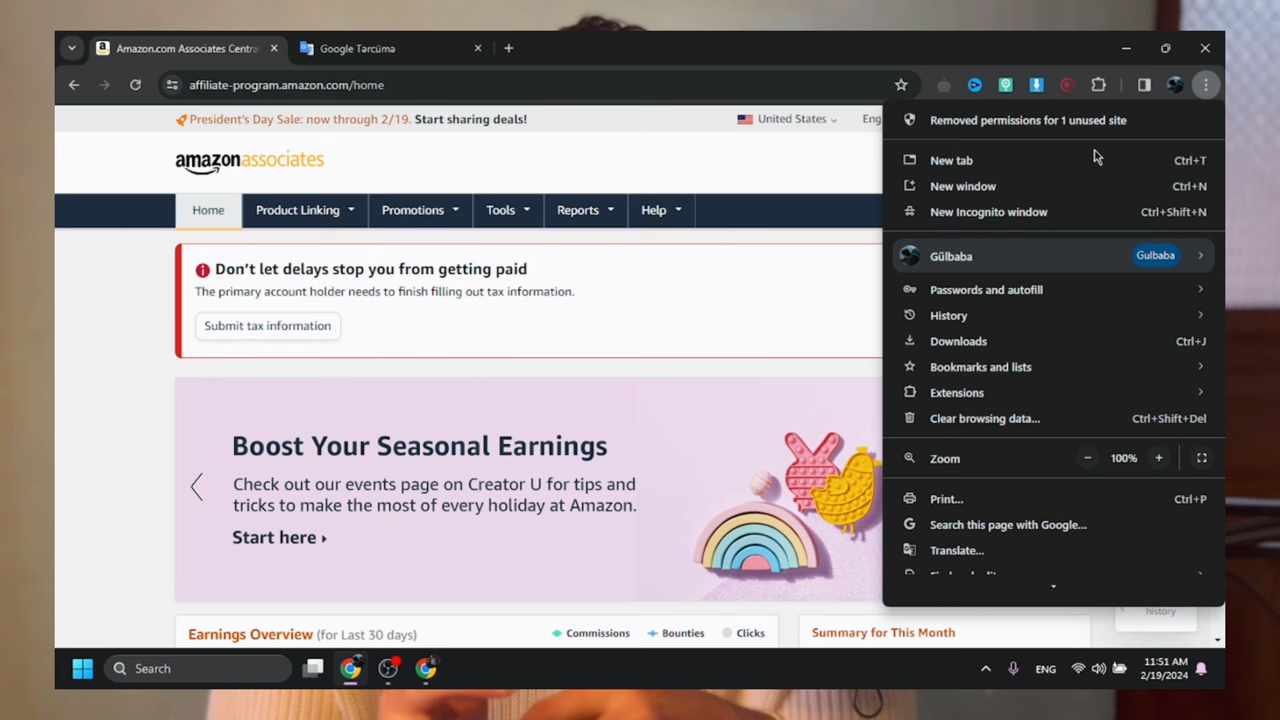 Amazon.com Associates Centra
Google Tərcümə
affiliate-program.amazon.com/home
President's Day Sale: now through 2/19. Start sharing deals!
United States
Eng
amazonassociates
Home
Product Linking
Promotions
Tools
Reports
Help
Don't let delays stop you from getting paid
The primary account holder needs to finish filling out tax information.
Submit tax information
Boost Your Seasonal Earnings
Check out our events page on Creator U for tips and
tricks to make the most of every holiday at Amazon.
Start here
Earnings Overview (for Last 30 days)
Commissions
Bounties
Clicks
Summary for This Month
history
Removed permissions for 1 unused site
New tab Ctrl+T
New window Ctrl+N
New Incognito window Ctrl+Shift+N
Gülbaba Gulbaba
Passwords and autofill
History
Downloads Ctrl+J
Bookmarks and lists
Extensions
Clear browsing data... Ctrl+Shift+Del
Zoom − 100% +
Print... Ctrl+P
Search this page with Google...
Translate...
Search
ENG
11:51 AM
2/19/2024